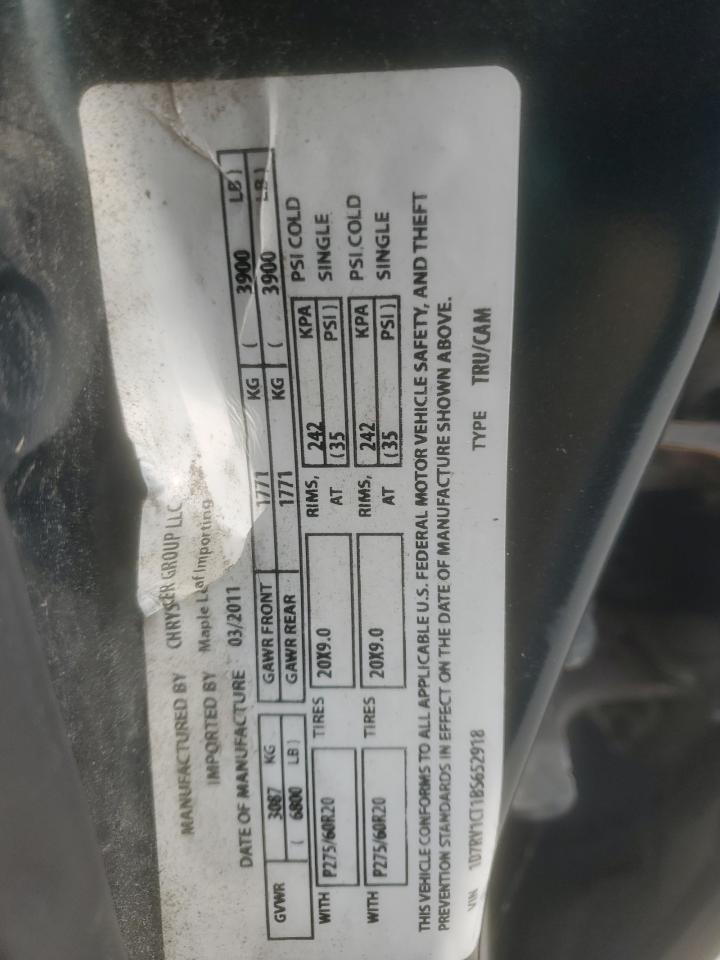 MANUFACTURED BY CHRYSLER GROUP LLC
IMPORTED BY Maple Leaf Importing
DATE OF MANUFACTURE 03/2011
GVWR 3087 KG GAWR FRONT 1771 KG ( 3900 LB)
( 6800 LB) GAWR REAR 1771 KG ( 3900 LB)
WITH P275/60R20 TIRES 20X9.0 RIMS, 242 KPA PSI COLD
AT (35 PSI) SINGLE
WITH P275/60R20 TIRES 20X9.0 RIMS, 242 KPA PSI.COLD
AT (35 PSI) SINGLE
THIS VEHICLE CONFORMS TO ALL APPLICABLE U.S. FEDERAL MOTOR VEHICLE SAFETY, AND THEFT
PREVENTION STANDARDS IN EFFECT ON THE DATE OF MANUFACTURE SHOWN ABOVE.
VIN 1D7RV1CT1BS652918 TYPE TRU/CAM